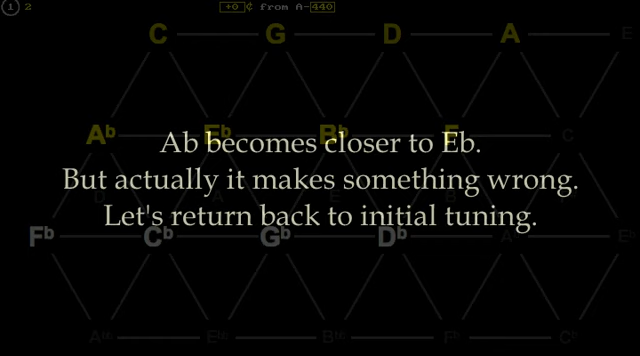 1 2 +0 ¢ from A-440
C G D A E
Ab Eb Bb F C
Ab becomes closer to Eb.
But actually it makes something wrong.
Let's return back to initial tuning.
Fb Cb Gb Db A Eb